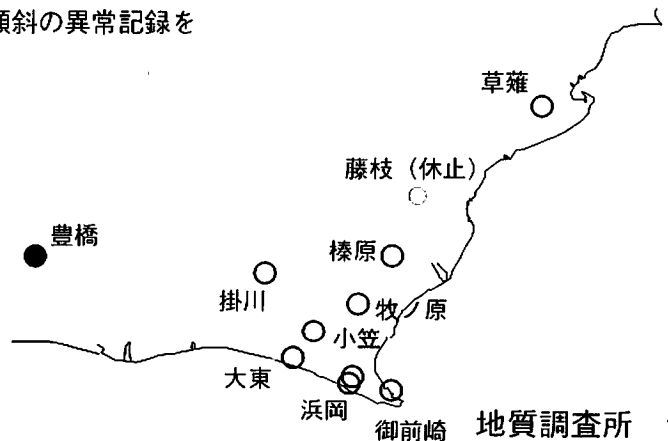 傾斜の異常記録を
草薙
藤枝（休止）
豊橋
榛原
掛川
牧ノ原
小笠
大東
浜岡
御前崎
地質調査所